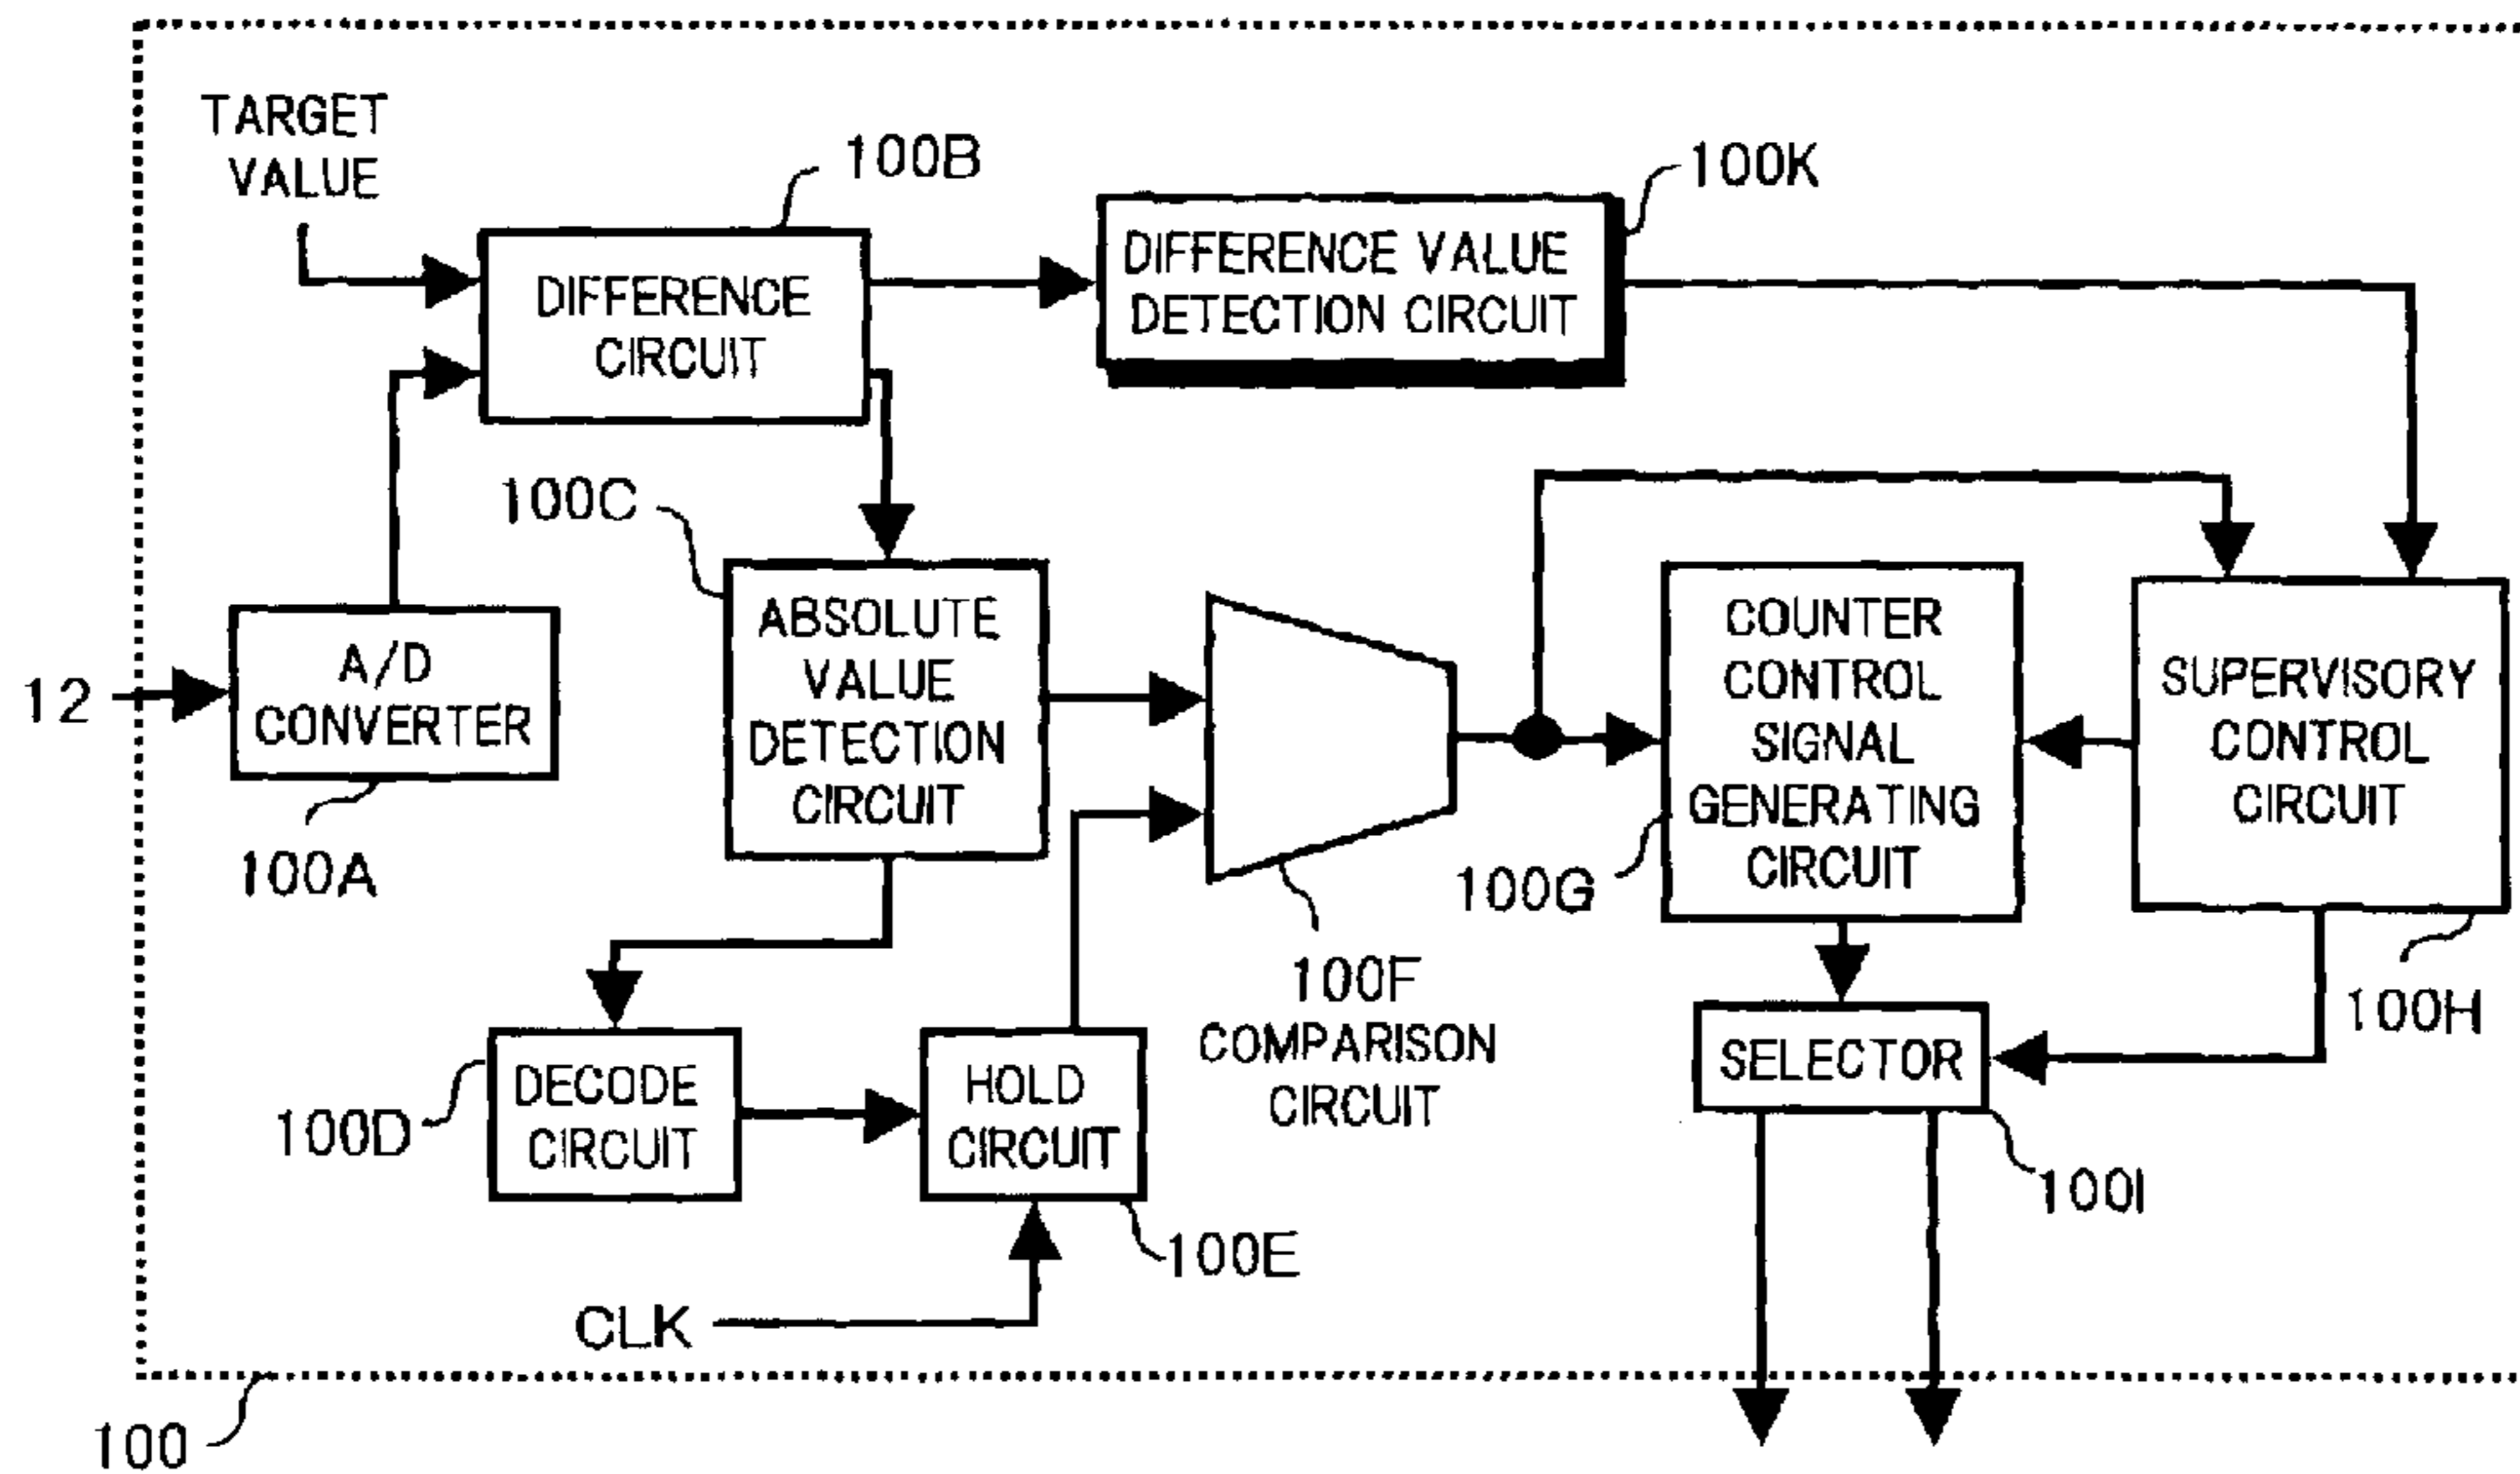 TARGET
VALUE
100B
100K
DIFFERENCE
CIRCUIT
DIFFERENCE VALUE
DETECTION CIRCUIT
100C
12
A/D
CONVERTER
100A
ABSOLUTE
VALUE
DETECTION
CIRCUIT
COUNTER
CONTROL
SIGNAL
GENERATING
CIRCUIT
100G
SUPERVISORY
CONTROL
CIRCUIT
100H
100F
COMPARISON
CIRCUIT
100D
DECODE
CIRCUIT
HOLD
CIRCUIT
100E
SELECTOR
100I
CLK
100